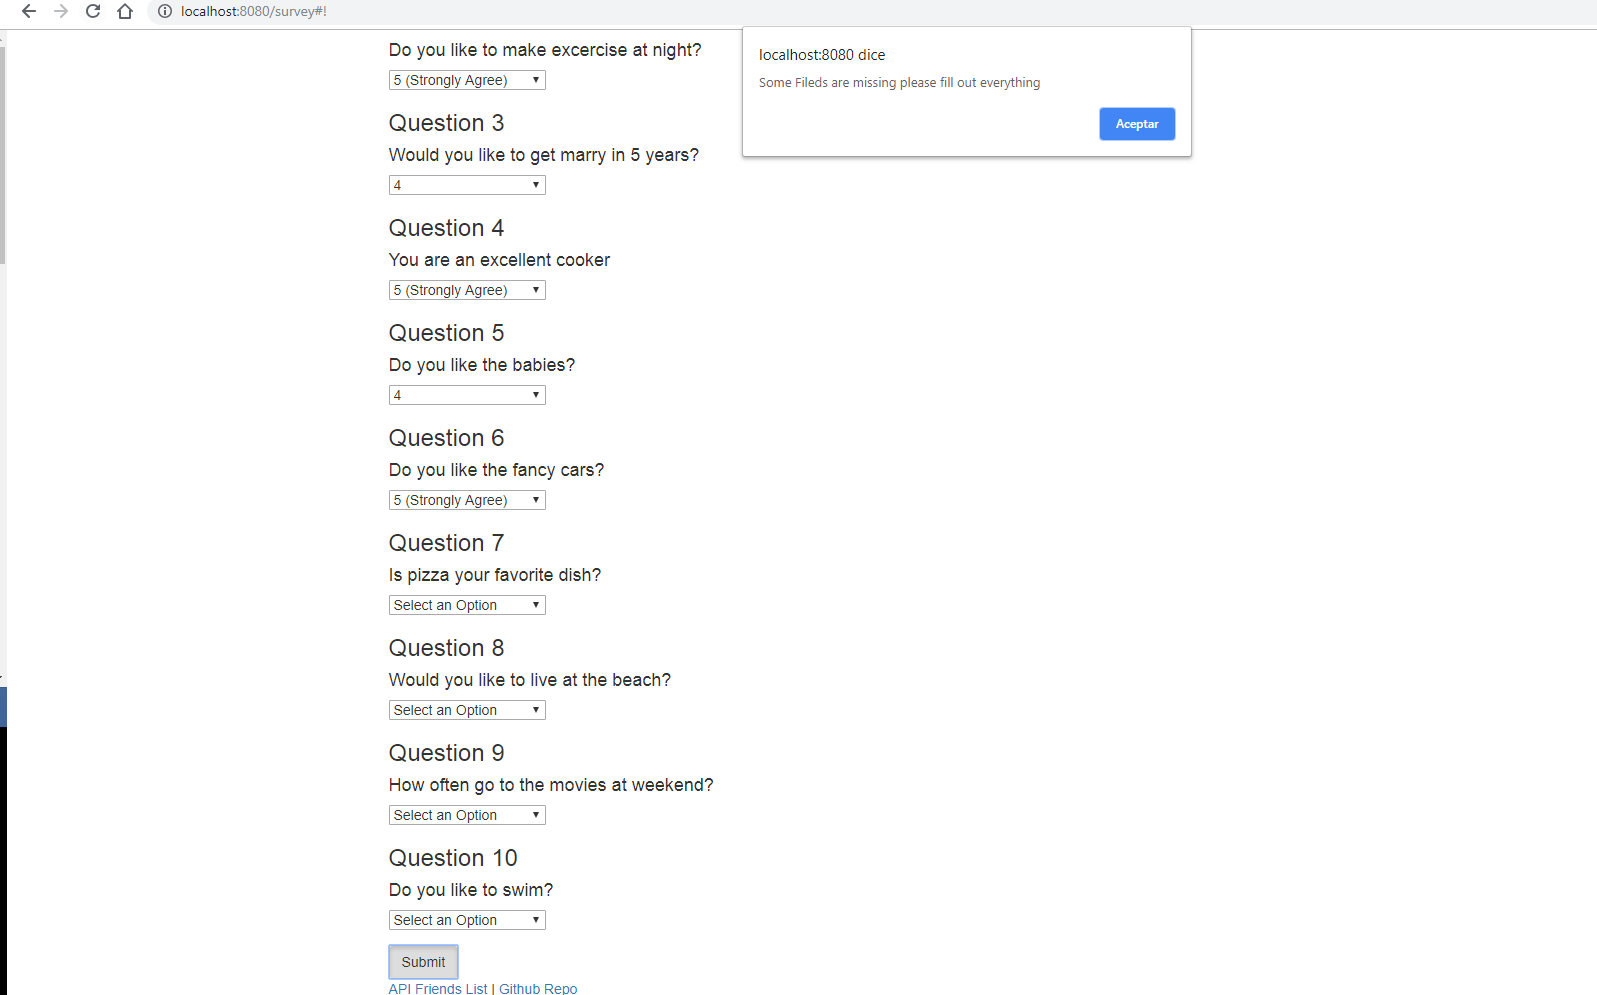 localhost:8080/survey#!
localhost:8080 dice
Some Fileds are missing please fill out everything
Aceptar
Do you like to make excercise at night?
5 (Strongly Agree)
Question 3
Would you like to get marry in 5 years?
4
Question 4
You are an excellent cooker
5 (Strongly Agree)
Question 5
Do you like the babies?
4
Question 6
Do you like the fancy cars?
5 (Strongly Agree)
Question 7
Is pizza your favorite dish?
Select an Option
Question 8
Would you like to live at the beach?
Select an Option
Question 9
How often go to the movies at weekend?
Select an Option
Question 10
Do you like to swim?
Select an Option
Submit
API Friends List | Github Repo